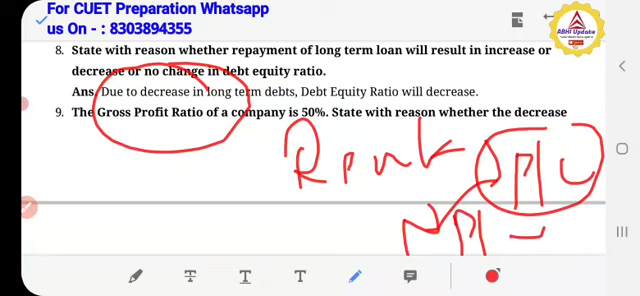 For CUET Preparation Whatsapp
us On - : 8303894355
ABHI Update
8. State with reason whether repayment of long term loan will result in increase or
decrease or no change in debt equity ratio.
Ans. Due to decrease in long term debts, Debt Equity Ratio will decrease.
9. The Gross Profit Ratio of a company is 50%. State with reason whether the decrease